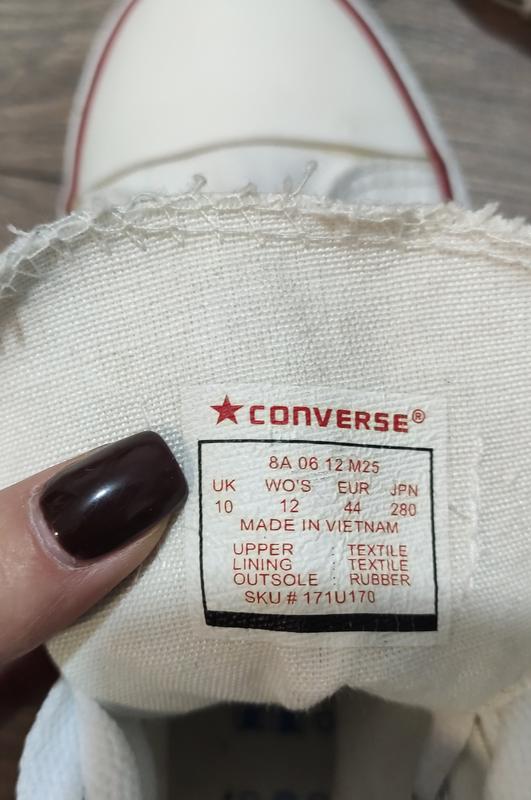 CONVERSE®
8A 06 12 M25
UK WO'S EUR JPN
10 12 44 280
MADE IN VIETNAM
UPPER : TEXTILE
LINING : TEXTILE
OUTSOLE : RUBBER
SKU # 171U170